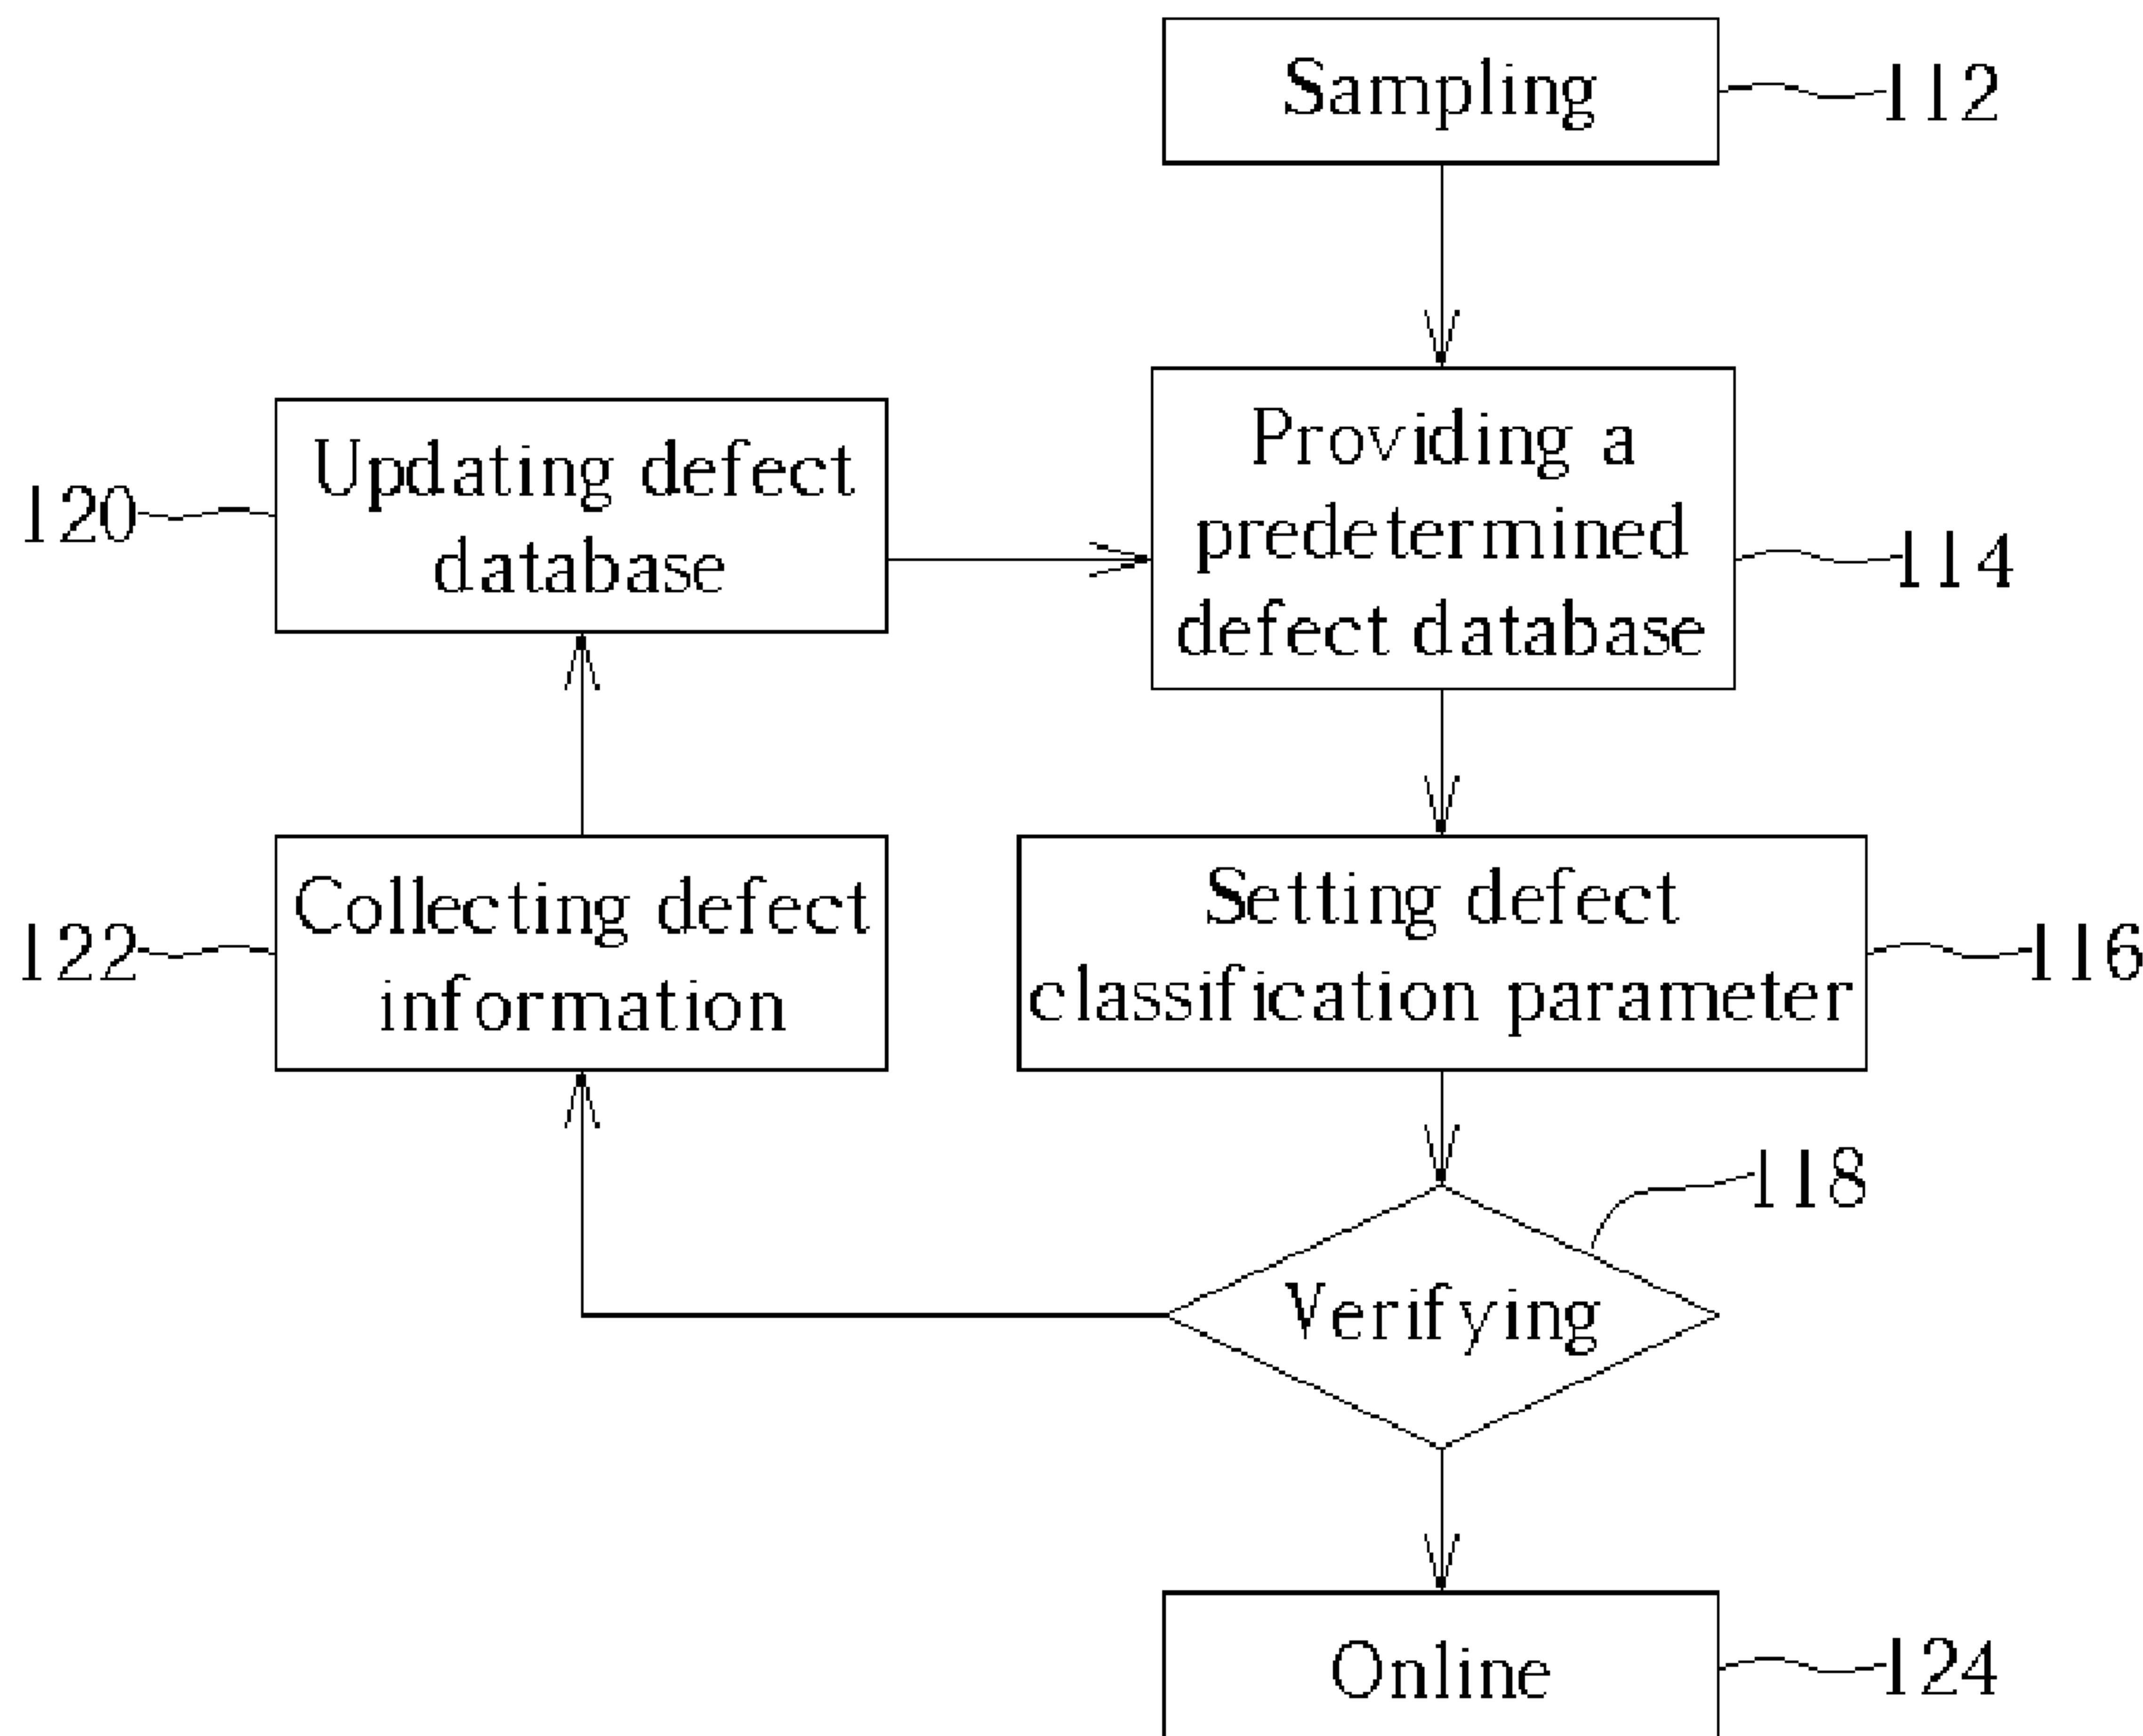 Sampling
112
Providing a
predetermined
defect database
114
Updating defect
database
120
Setting defect
classification parameter
116
Collecting defect
information
122
118
Verifying
Online
124